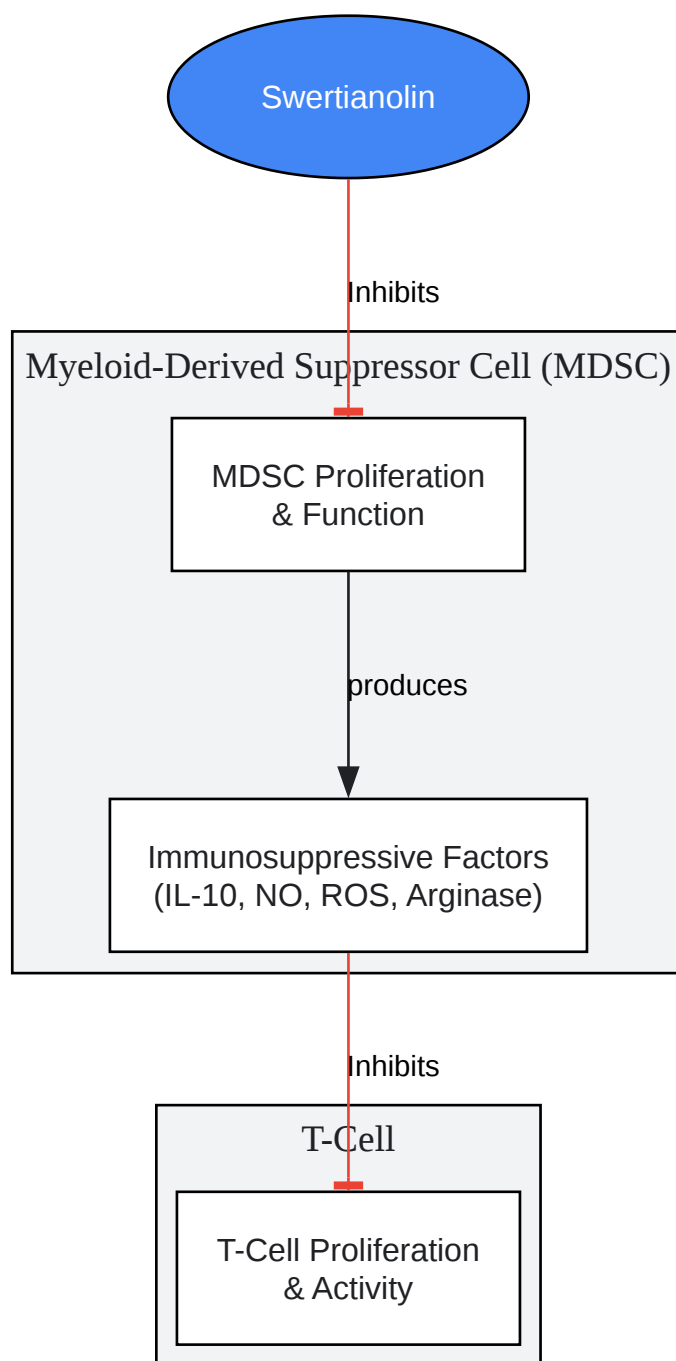 Swertianolin
Inhibits
Myeloid-Derived Suppressor Cell (MDSC)
MDSC Proliferation
& Function
produces
Immunosuppressive Factors
(IL-10, NO, ROS, Arginase)
Inhibits
T-Cell
T-Cell Proliferation
& Activity